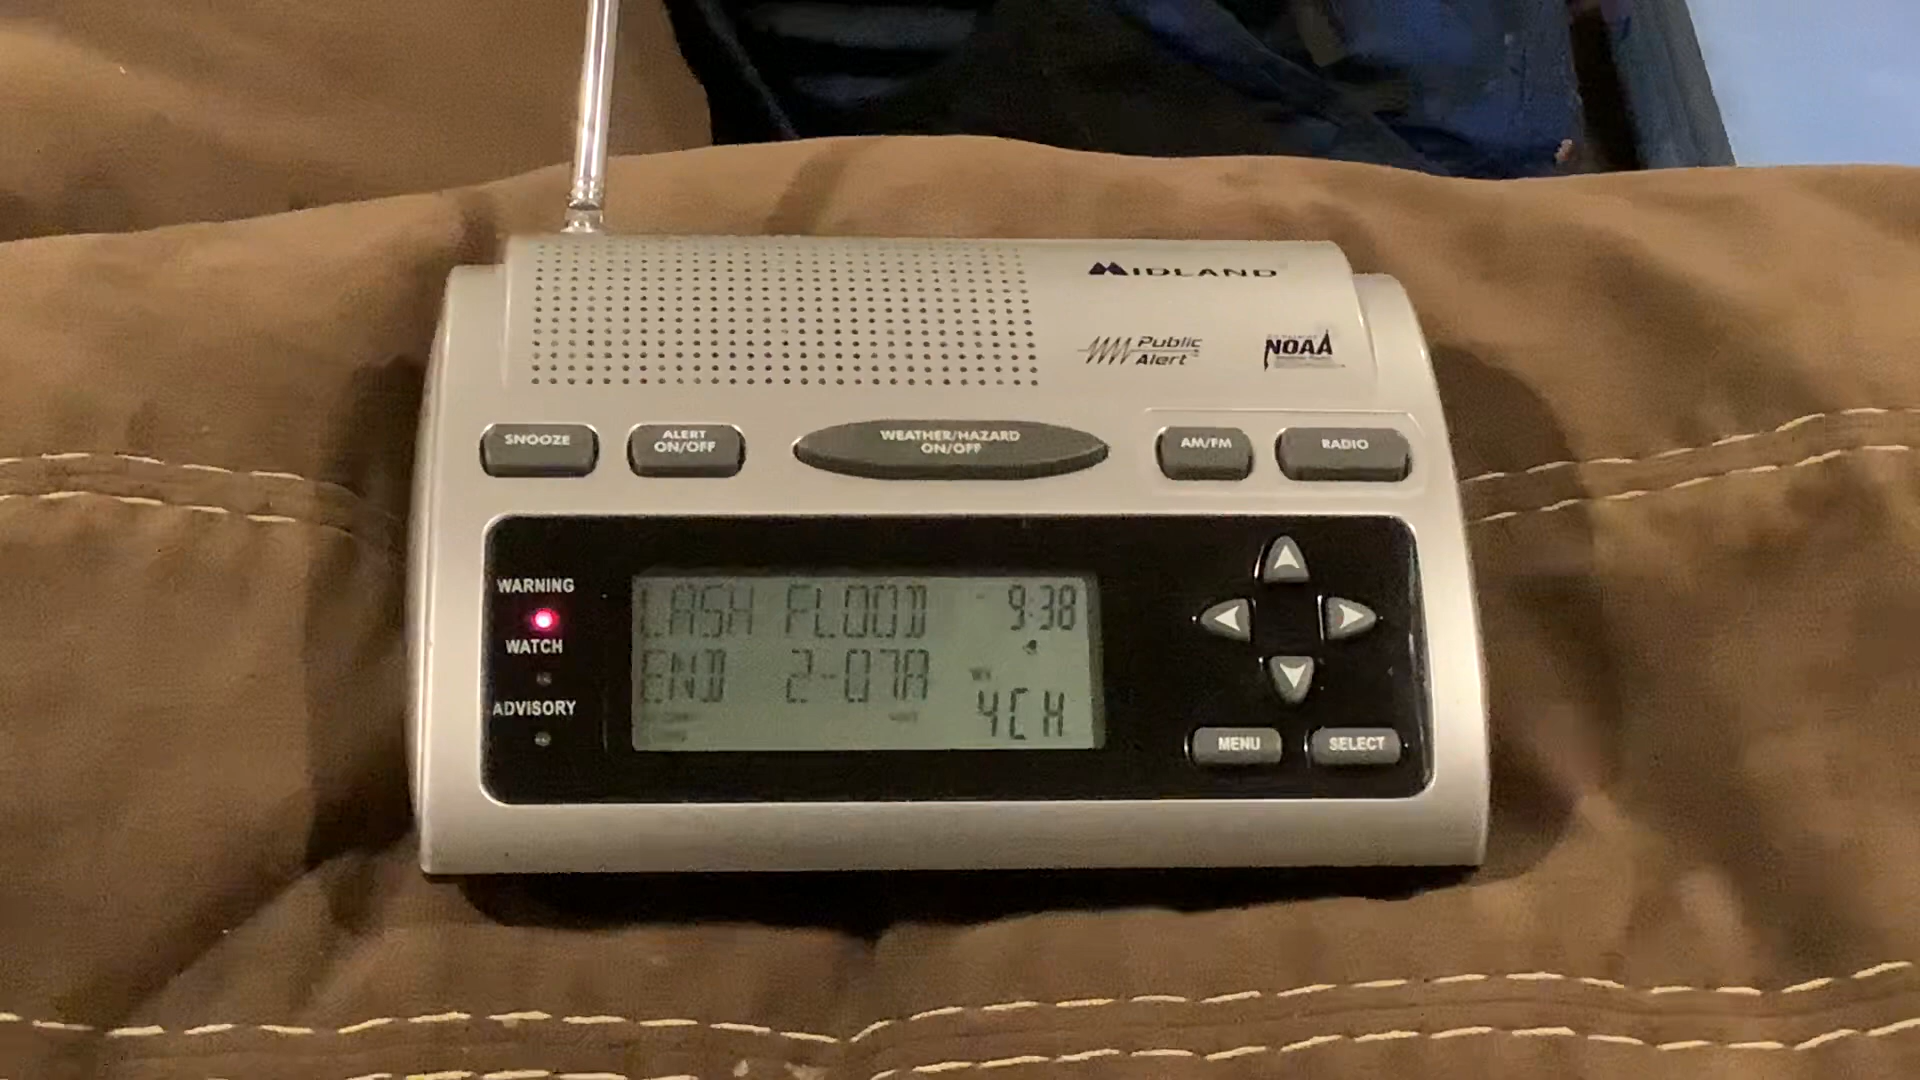 MIDLAND
Public
Alert
NOAA
SNOOZE
ALERT
ON/OFF
WEATHER/HAZARD
ON/OFF
AM/FM
RADIO
WARNING
WATCH
ADVISORY
LASH FLOOD 9:38
END 2-07A
4CH
MENU
SELECT